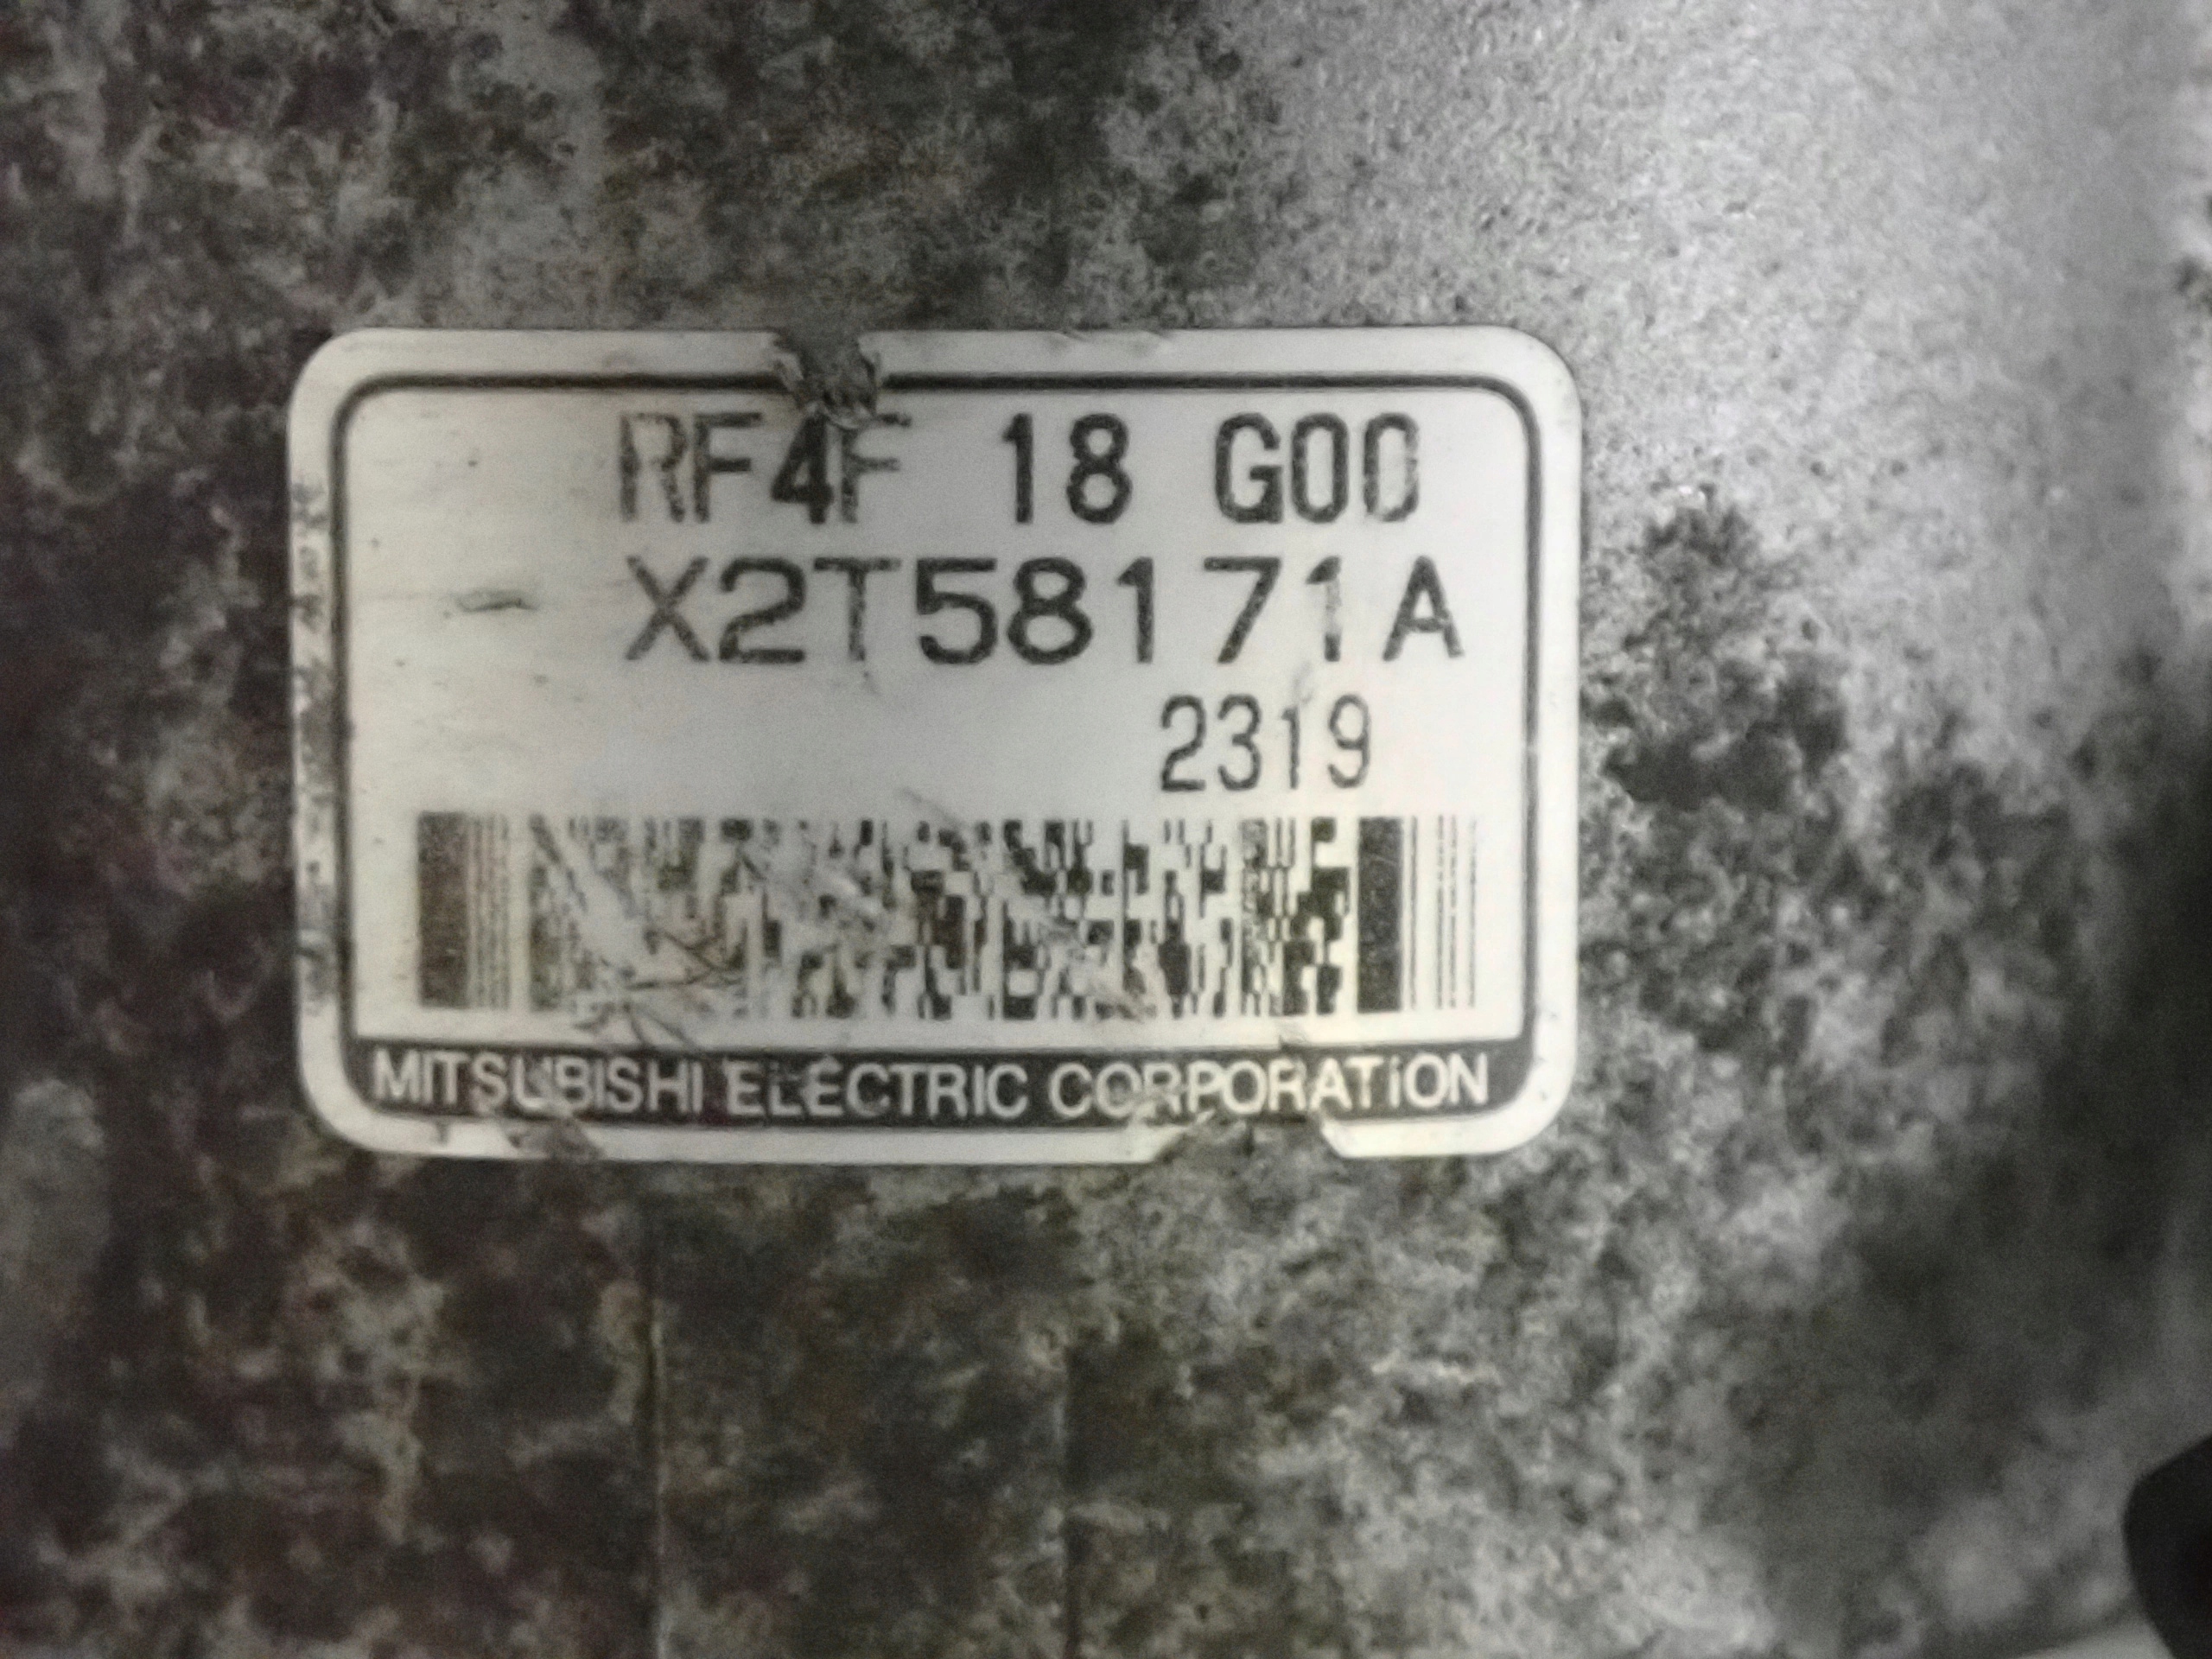 RF4F 18 G00
X2T58171A
2319
MITSUBISHI ELECTRIC CORPORATION